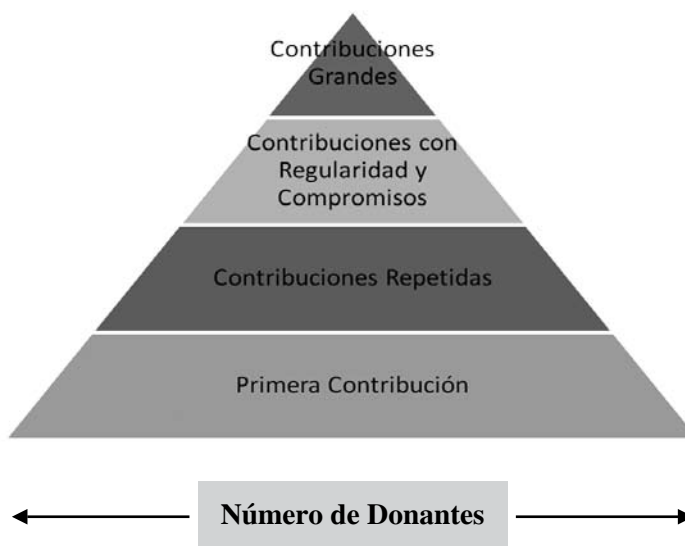 Contribuciones
Grandes
Contribuciones con
Regularidad y
Compromisos
Contribuciones Repetidas
Primera Contribución
Número de Donantes